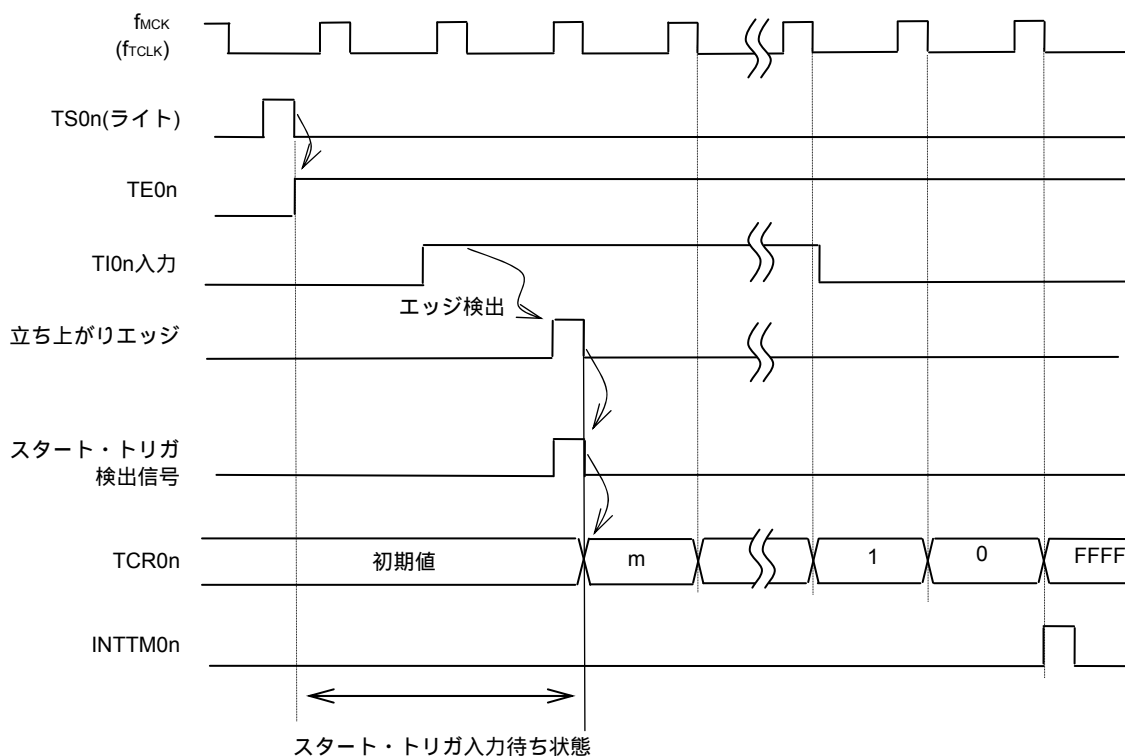 fMCK
(fTCLK)
TS0n(ライト)
TE0n
TI0n入力
エッジ検出
立ち上がりエッジ
スタート・トリガ
検出信号
TCR0n 初期値 m 1 0 FFFF
INTTM0n
スタート・トリガ入力待ち状態